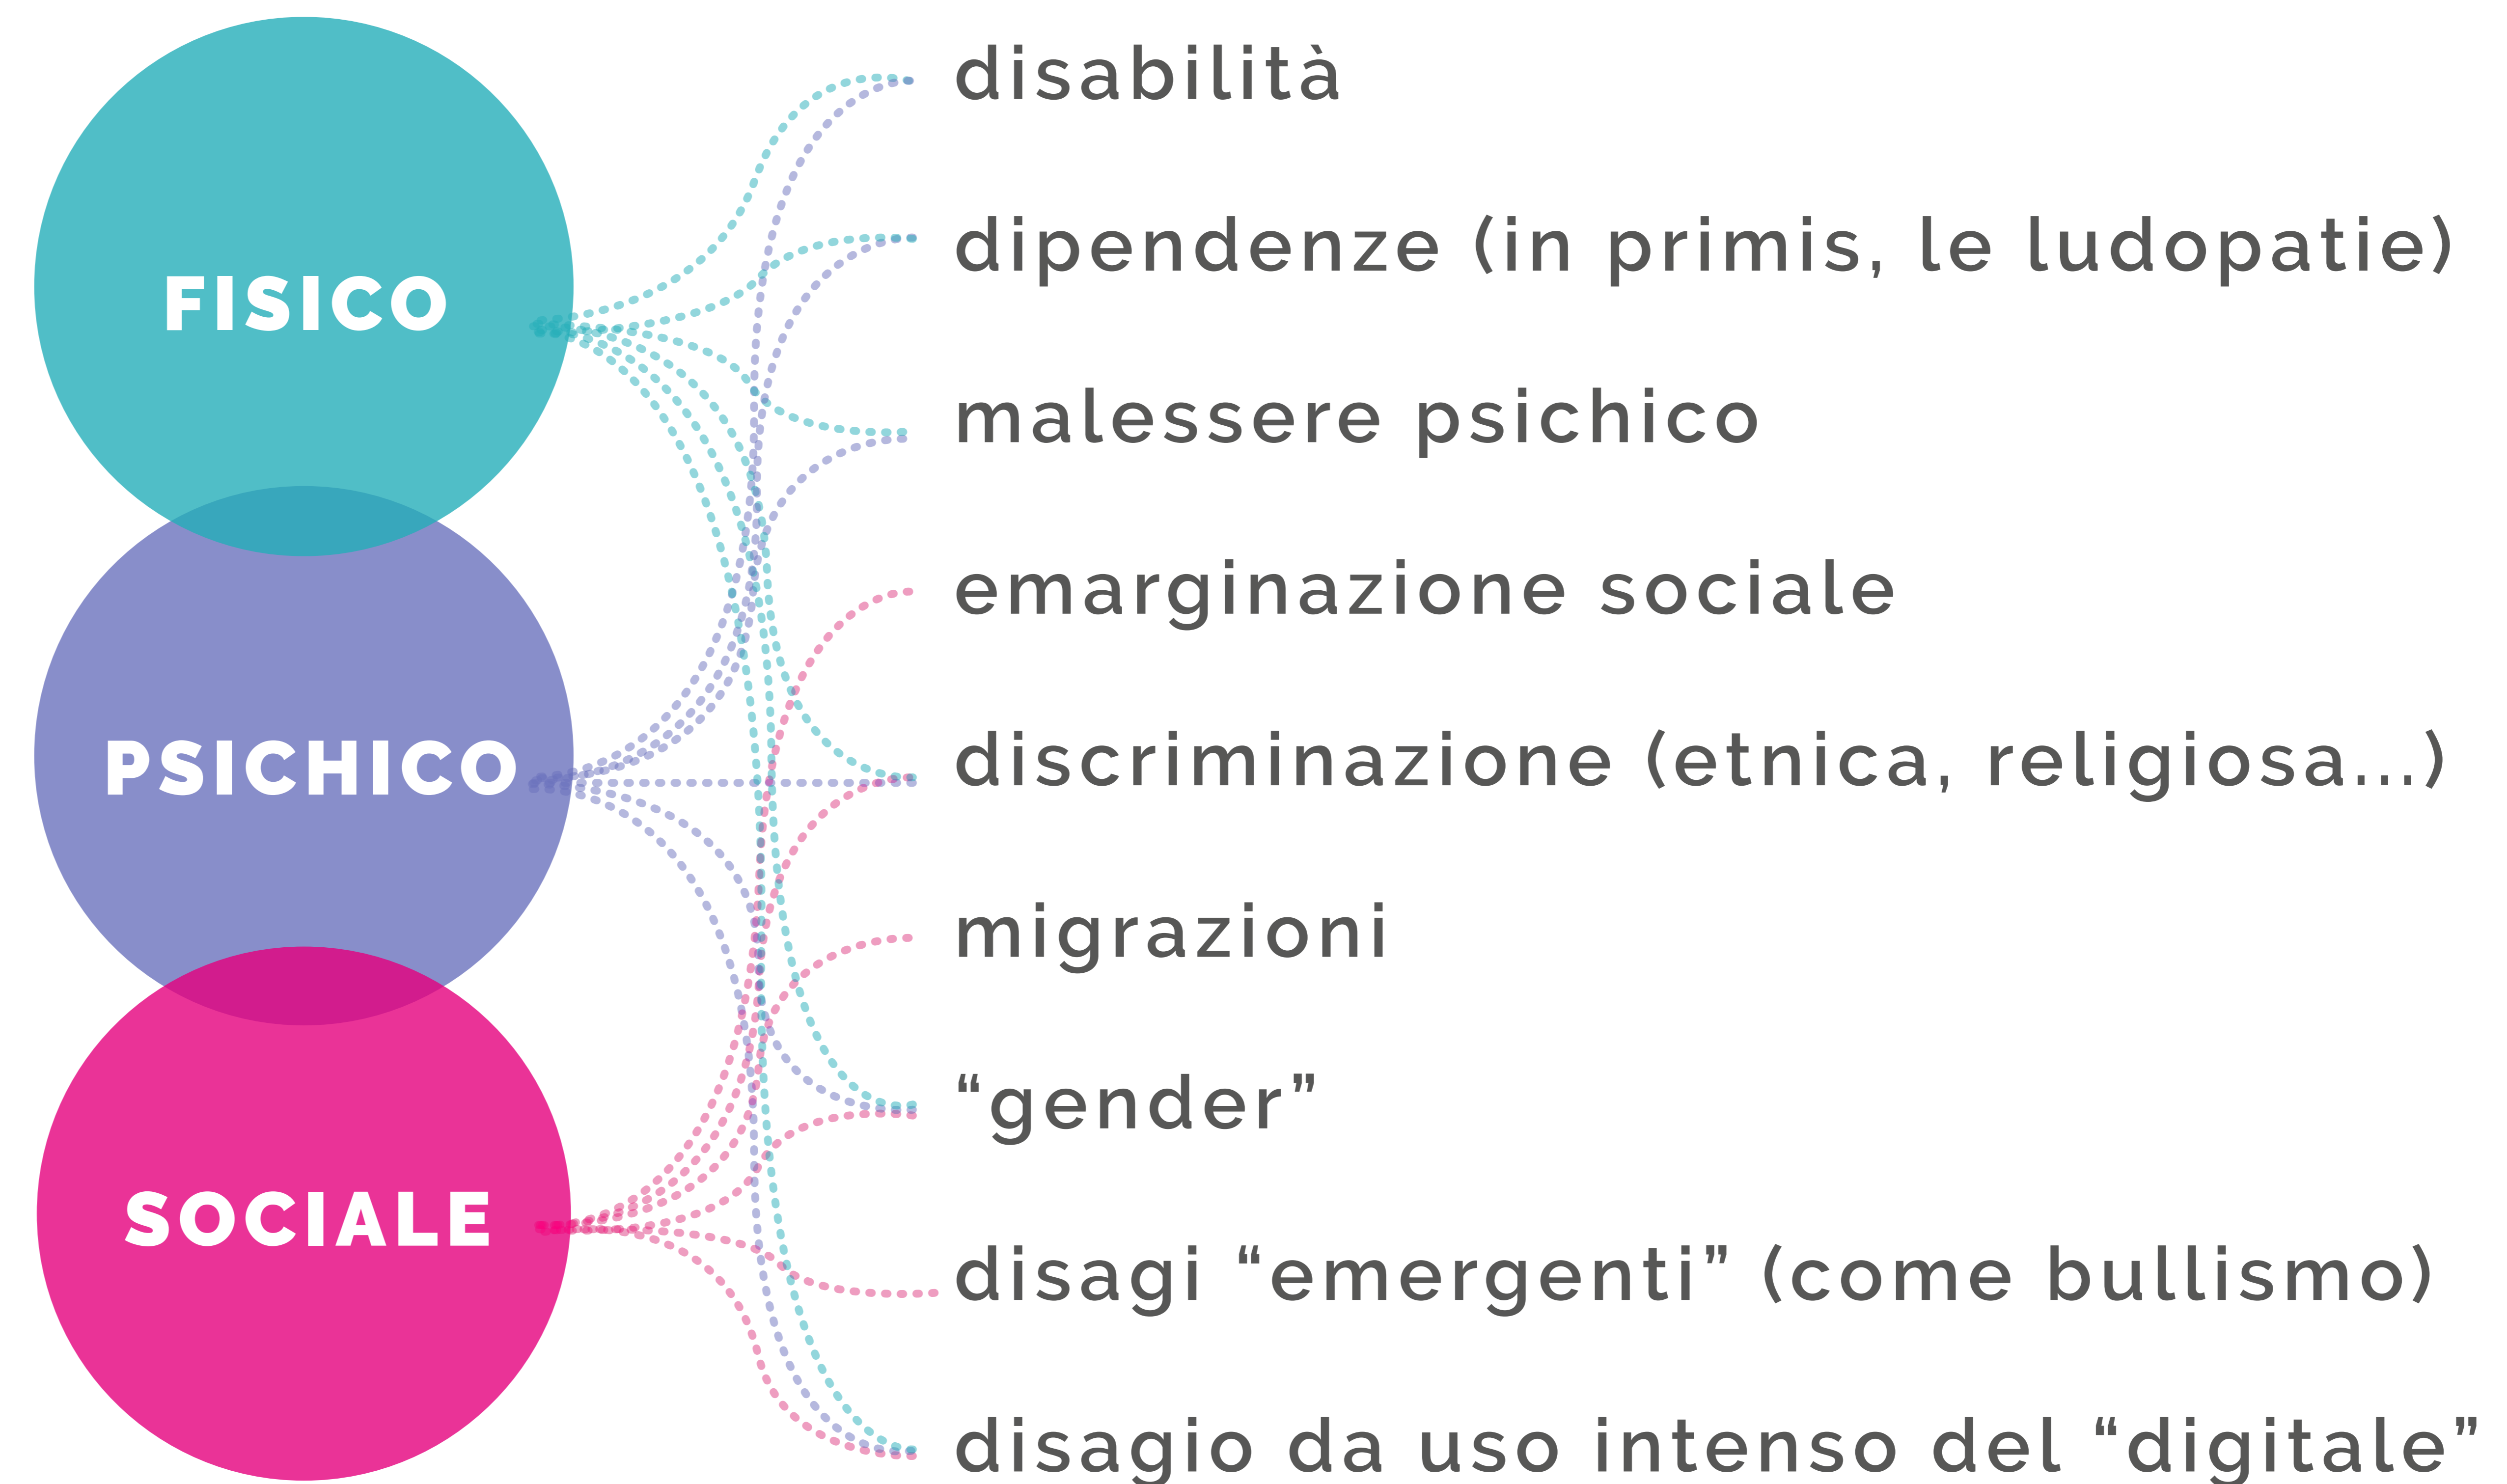 FISICO
PSICHICO
SOCIALE
disabilità
dipendenze (in primis, le ludopatie)
malessere psichico
emarginazione sociale
discriminazione (etnica, religiosa...)
migrazioni
“gender”
disagi “emergenti” (come bullismo)
disagio da uso intenso del “digitale”